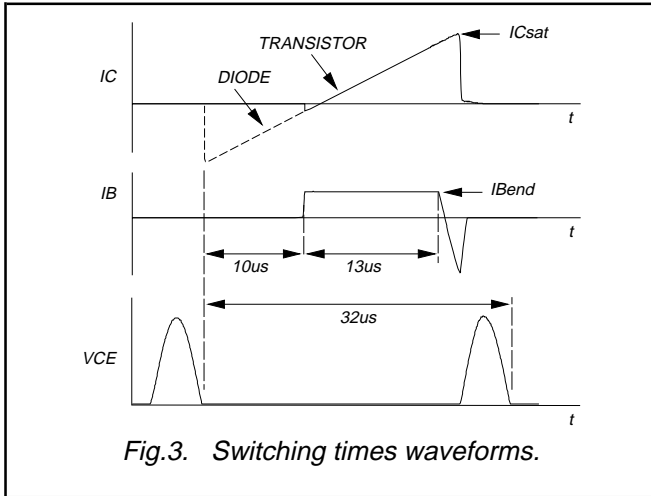 ICsat
TRANSISTOR
IC
DIODE
t
IB
IBend
t
10us
13us
32us
VCE
t
Fig.3. Switching times waveforms.